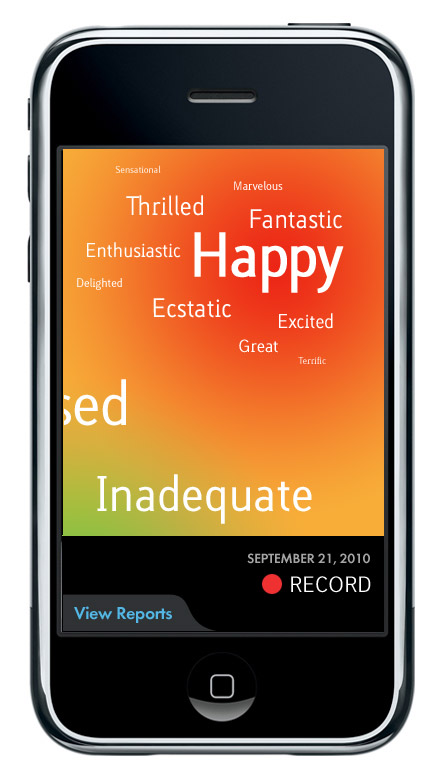 Sensational
Marvelous
Thrilled
Fantastic
Happy
Enthusiastic
Delighted
Ecstatic
Excited
Great
Terrific
sed
Inadequate
SEPTEMBER 21, 2010
RECORD
View Reports